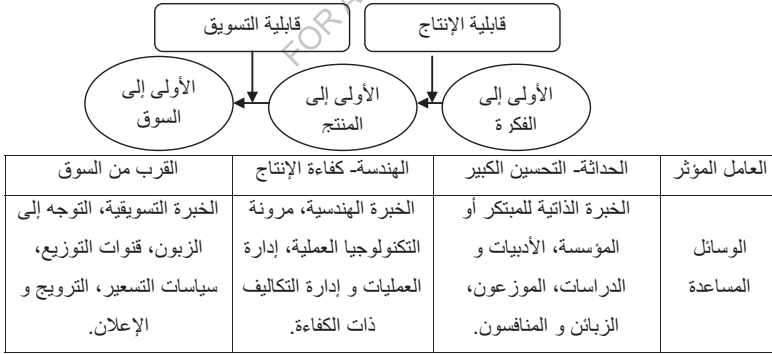 قابلية الإنتاج
قابلية التسويق
FOR A
الأولى إلى
الفكرة
الأولى إلى
المنتج
الأولى إلى
السوق
العامل المؤثر
الحداثة- التحسين الكبير
الهندسة- كفاءة الإنتاج
القرب من السوق
الوسائل
المساعدة
الخبرة الذاتية للمبتكر أو
المؤسسة، الأدبيات و
الدراسات، الموزعون،
الزبائن و المنافسون.
الخبرة الهندسية، مرونة
التكنولوجيا العملية، إدارة
العمليات و إدارة التكاليف
ذات الكفاءة.
الخبرة التسويقية، التوجه إلى
الزبون، قنوات التوزيع،
سياسات التسعير، الترويج و
الإعلان.